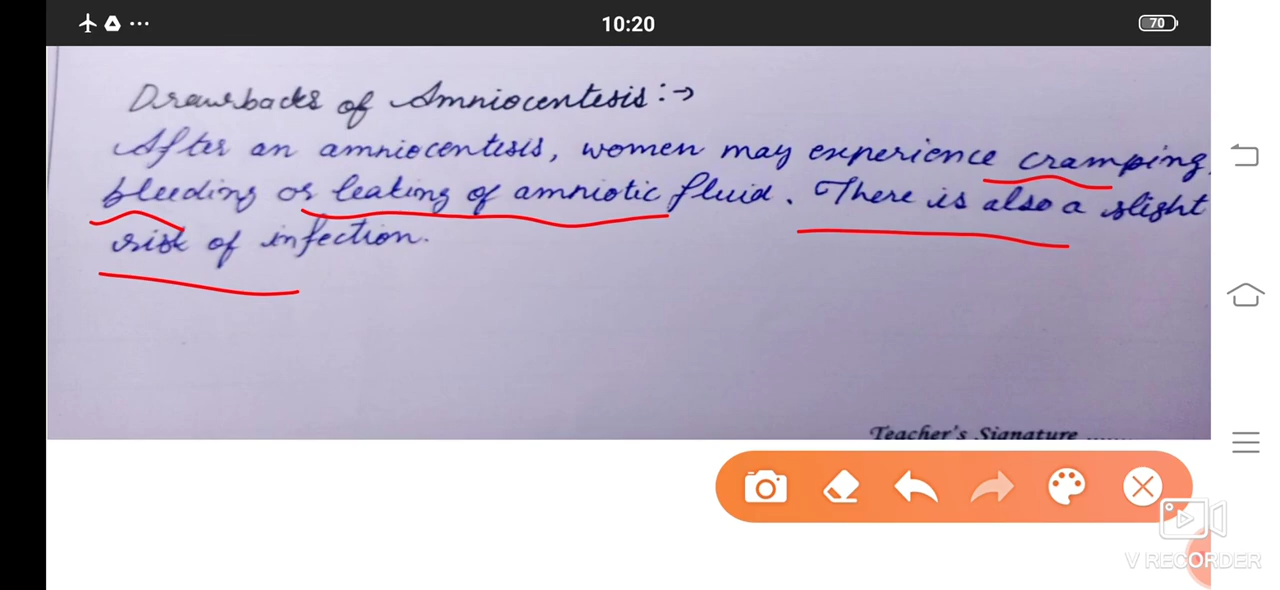 10:20
70
Drawbacks of Amniocentesis :→
After an amniocentesis, women may experience cramping,
bleeding or leaking of amniotic fluid. There is also a slight
risk of infection.
Teacher's Signature ......
V RECORDER